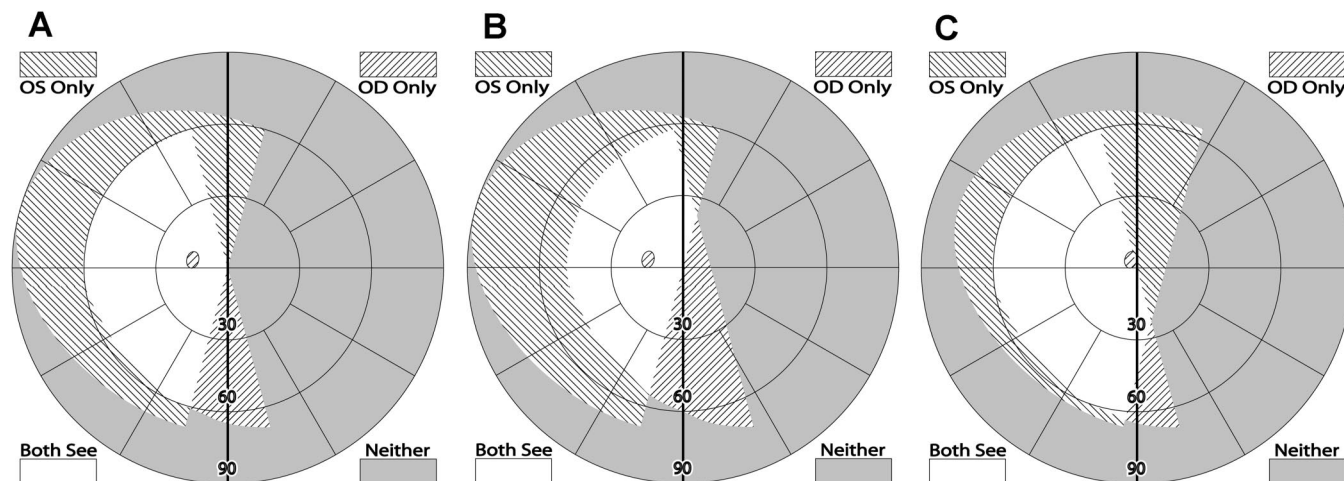 A
OS Only
OD Only
30
60
90
Both See
Neither
B
OS Only
OD Only
30
60
90
Both See
Neither
C
OS Only
OD Only
30
60
90
Both See
Neither